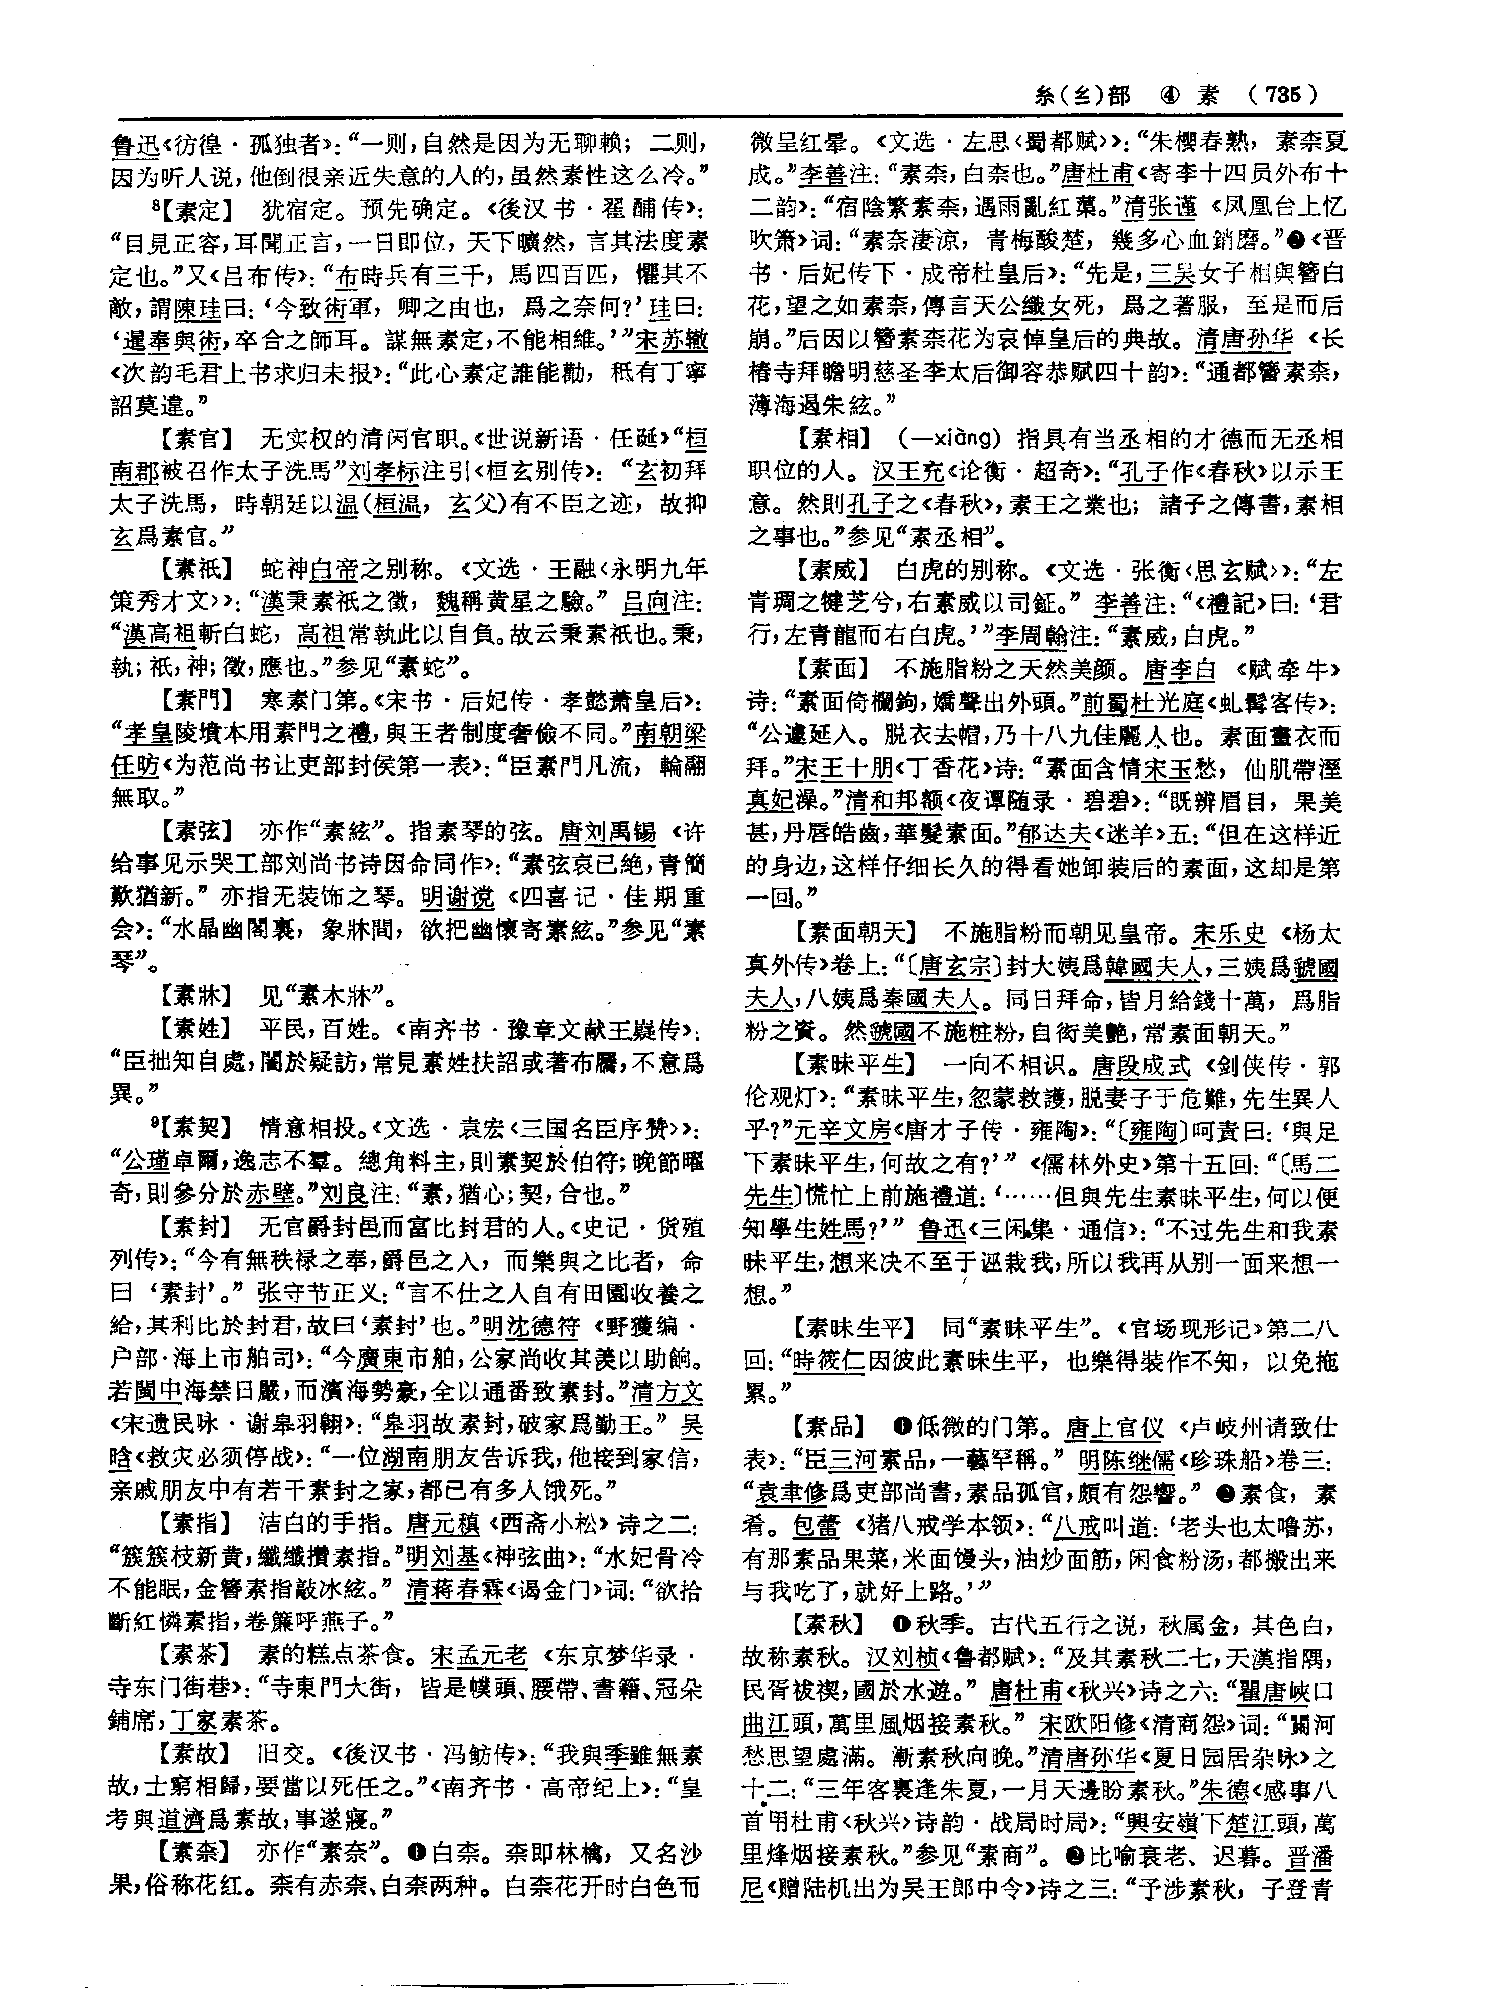 糸(纟)部 ④ 素 (735)
鲁迅《彷徨·孤独者》：“一则，自然是因为无聊赖；二则，
因为听人说，他倒很亲近失意的人的，虽然素性这么冷。”
⁸【素定】 犹宿定。预先确定。《後汉书·翟酺传》：
“目見正容，耳聞正言，一日即位，天下曠然，言其法度素
定也。”又《吕布传》：“布時兵有三千，馬四百匹，懼其不
敵，謂陳珪曰：‘今致術軍，卿之由也，爲之奈何？’珪曰：
‘暹奉與術，卒合之師耳。謀無素定，不能相維。’”宋苏辙
《次韵毛君上书求归未报》：“此心素定誰能勸，秪有丁寧
詔莫違。”
【素官】 无实权的清闲官职。《世说新语·任诞》“桓
南郡被召作太子洗馬”刘孝标注引《桓玄别传》：“玄初拜
太子洗馬，時朝廷以温(桓温，玄父)有不臣之迹，故抑
玄爲素官。”
【素祇】 蛇神白帝之别称。《文选·王融〈永明九年
策秀才文〉》：“漢秉素祇之徵，魏稱黄星之驗。”吕向注：
“漢高祖斬白蛇，高祖常執此以自負。故云秉素祇也。秉，
執；祇，神；徵，應也。”参见“素蛇”。
【素門】 寒素门第。《宋书·后妃传·孝懿萧皇后》：
“孝皇陵墳本用素門之禮，與王者制度奢儉不同。”南朝梁
任昉《为范尚书让吏部封侯第一表》：“臣素門凡流，輪翮
無取。”
【素弦】 亦作“素絃”。指素琴的弦。唐刘禹锡《许
给事见示哭工部刘尚书诗因命同作》：“素弦哀已絶，青簡
歎猶新。”亦指无装饰之琴。明谢谠《四喜记·佳期重
会》：“水晶幽閣裏，象牀間，欲把幽懷寄素絃。”参见“素
琴”。
【素牀】 见“素木牀”。
【素姓】 平民，百姓。《南齐书·豫章文献王嶷传》：
“臣拙知自處，闇於疑訪，常見素姓扶詔或著布屩，不意爲
異。”
⁹【素契】 情意相投。《文选·袁宏〈三国名臣序赞〉》：
“公瑾卓爾，逸志不羣。總角料主，則素契於伯符；晚節曜
奇，則參分於赤壁。”刘良注：“素，猶心；契，合也。”
【素封】 无官爵封邑而富比封君的人。《史记·货殖
列传》：“今有無秩禄之奉，爵邑之入，而樂與之比者，命
曰‘素封’。”张守节正义：“言不仕之人自有田園收養之
給，其利比於封君，故曰‘素封’也。”明沈德符《野獲编·
户部·海上市舶司》：“今廣東市舶，公家尚收其羡以助餉。
若閩中海禁日嚴，而濱海勢豪，全以通番致素封。”清方文
《宋遗民咏·谢皋羽翱》：“皋羽故素封，破家爲勤王。”吴
晗《救灾必须停战》：“一位湖南朋友告诉我，他接到家信，
亲戚朋友中有若干素封之家，都已有多人饿死。”
【素指】 洁白的手指。唐元稹《西斋小松》诗之二：
“簇簇枝新黄，纖纖攢素指。”明刘基《神弦曲》：“水妃骨冷
不能眠，金簪素指敲冰絃。”清蒋春霖《谒金门》词：“欲拾
斷紅憐素指，卷簾呼燕子。”
【素茶】 素的糕点茶食。宋孟元老《东京梦华录·
寺东门街巷》：“寺東門大街，皆是幞頭、腰帶、書籍、冠朵
鋪席，丁家素茶。
【素故】 旧交。《後汉书·冯鲂传》：“我與季雖無素
故，士窮相歸，要當以死任之。”《南齐书·高帝纪上》：“皇
考與道濟爲素故，事遂寢。”
【素柰】 亦作“素奈”。❶白柰。柰即林檎，又名沙
果，俗称花红。柰有赤柰、白柰两种。白柰花开时白色而
微呈红晕。《文选·左思〈蜀都赋〉》：“朱樱春熟，素柰夏
成。”李善注：“素柰，白柰也。”唐杜甫《寄李十四员外布十
二韵》：“宿陰繁素柰，過雨亂紅蕖。”清张谨《凤凰台上忆
吹箫》词：“素奈淒涼，青梅酸楚，幾多心血銷磨。”❷《晋
书·后妃传下·成帝杜皇后》：“先是，三吴女子相與簪白
花，望之如素柰，傳言天公織女死，爲之著服，至是而后
崩。”后因以簪素柰花为哀悼皇后的典故。清唐孙华《长
椿寺拜瞻明慈圣李太后御容恭赋四十韵》：“通都簪素柰，
薄海遏朱絃。”
【素相】 (—xiàng) 指具有当丞相的才德而无丞相
职位的人。汉王充《论衡·超奇》：“孔子作《春秋》以示王
意。然則孔子之《春秋》，素王之業也；諸子之傳書，素相
之事也。”参见“素丞相”。
【素威】 白虎的别称。《文选·张衡〈思玄赋〉》：“左
青琱之犍芝兮，右素威以司鉦。”李善注：“《禮記》曰：‘君
行，左青龍而右白虎。’”李周翰注：“素威，白虎。”
【素面】 不施脂粉之天然美颜。唐李白《赋牵牛》
诗：“素面倚欄鉤，嬌聲出外頭。”前蜀杜光庭《虬髯客传》：
“公遽延入。脱衣去帽，乃十八九佳麗人也。素面畫衣而
拜。”宋王十朋《丁香花》诗：“素面含情宋玉愁，仙肌帶溼
真妃澡。”清和邦额《夜谭随录·碧碧》：“既辨眉目，果美
甚，丹唇皓齒，華髮素面。”郁达夫《迷羊》五：“但在这样近
的身边，这样仔细长久的得看她卸装后的素面，这却是第
一回。”
【素面朝天】 不施脂粉而朝见皇帝。宋乐史《杨太
真外传》卷上：“〔唐玄宗〕封大姨爲韓國夫人，三姨爲虢國
夫人，八姨爲秦國夫人。同日拜命，皆月給錢十萬，爲脂
粉之資。然虢國不施粧粉，自衒美艷，常素面朝天。”
【素昧平生】 一向不相识。唐段成式《剑侠传·郭
伦观灯》：“素昧平生，忽蒙救護，脱妻子于危難，先生異人
乎？”元辛文房《唐才子传·雍陶》：“〔雍陶〕呵責曰：‘與足
下素昧平生，何故之有？’”《儒林外史》第十五回：“〔馬二
先生〕慌忙上前施禮道：‘……但與先生素昧平生，何以便
知學生姓馬？’”鲁迅《三闲集·通信》：“不过先生和我素
昧平生，想来决不至于诬栽我，所以我再从别一面来想一
想。”
【素昧生平】 同“素昧平生”。《官场现形记》第二八
回：“時筱仁因彼此素昧生平，也樂得裝作不知，以免拖
累。”
【素品】 ❶低微的门第。唐上官仪《卢岐州请致仕
表》：“臣三河素品，一藝罕稱。”明陈继儒《珍珠船》卷三：
“袁聿修爲吏部尚書，素品孤官，頗有怨響。”❷素食，素
肴。包蕾《猪八戒学本领》：“八戒叫道：‘老头也太噜苏，
有那素品果菜，米面馒头，油炒面筋，闲食粉汤，都搬出来
与我吃了，就好上路。’”
【素秋】 ❶秋季。古代五行之说，秋属金，其色白，
故称素秋。汉刘桢《鲁都赋》：“及其素秋二七，天漢指隅，
民胥祓禊，國於水遊。”唐杜甫《秋兴》诗之六：“瞿唐峽口
曲江頭，萬里風烟接素秋。”宋欧阳修《清商怨》词：“關河
愁思望處滿。漸素秋向晚。”清唐孙华《夏日园居杂咏》之
十二：“三年客裏逢朱夏，一月天邊盼素秋。”朱德《感事八
首用杜甫〈秋兴〉诗韵·战局时局》：“興安嶺下楚江頭，萬
里烽烟接素秋。”参见“素商”。❷比喻衰老、迟暮。晋潘
尼《赠陆机出为吴王郎中令》诗之三：“予涉素秋，子登青